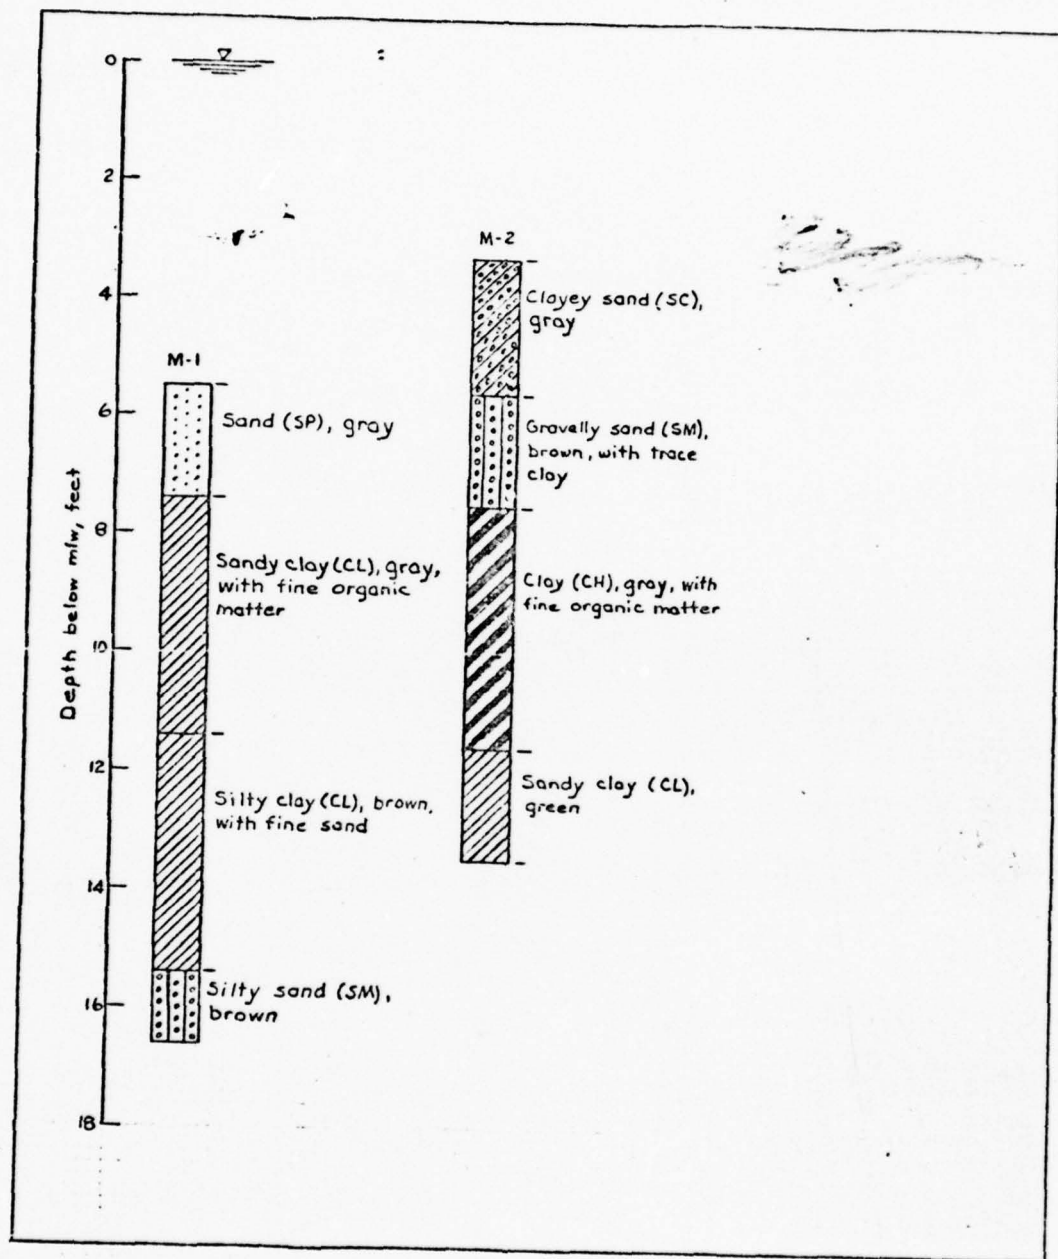 0
2
4
6
8
10
12
14
16
18
Depth below mlw, feet
M-1
Sand (SP), gray
Sandy clay (CL), gray,
with fine organic
matter
Silty clay (CL), brown,
with fine sand
Silty sand (SM),
brown
M-2
Clayey sand (SC),
gray
Gravelly sand (SM),
brown, with trace
clay
Clay (CH), gray, with
fine organic matter
Sandy clay (CL),
green